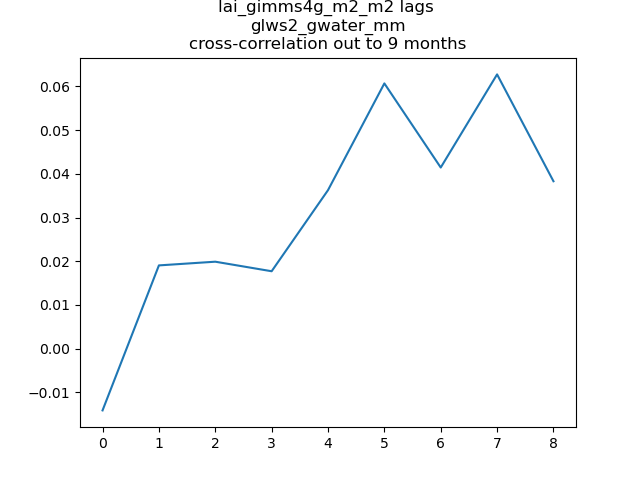 lai_gimms4g_m2_m2 lags
glws2_gwater_mm
cross-correlation out to 9 months
0.06
0.05
0.04
0.03
0.02
0.01
0.00
−0.01
0 1 2 3 4 5 6 7 8